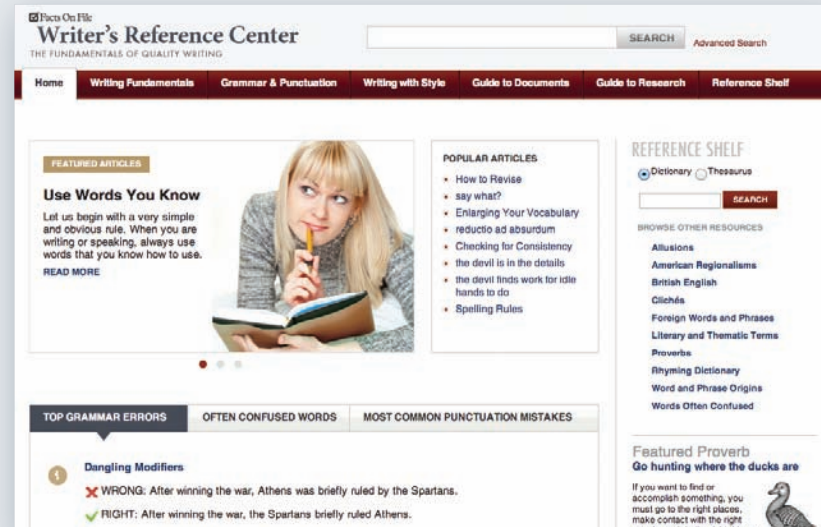 Facts On File
Writer's Reference Center
THE FUNDAMENTALS OF QUALITY WRITING
SEARCH
Advanced Search
Home
Writing Fundamentals
Grammar & Punctuation
Writing with Style
Guide to Documents
Guide to Research
Reference Shelf
FEATURED ARTICLES
Use Words You Know
Let us begin with a very simple
and obvious rule. When you are
writing or speaking, always use
words that you know how to use.
READ MORE
POPULAR ARTICLES
How to Revise
say what?
Enlarging Your Vocabulary
reductio ad absurdum
Checking for Consistency
the devil is in the details
the devil finds work for idle
hands to do
Spelling Rules
REFERENCE SHELF
Dictionary
Thesaurus
SEARCH
BROWSE OTHER RESOURCES
Allusions
American Regionalisms
British English
Clichés
Foreign Words and Phrases
Literary and Thematic Terms
Proverbs
Rhyming Dictionary
Word and Phrase Origins
Words Often Confused
TOP GRAMMAR ERRORS
OFTEN CONFUSED WORDS
MOST COMMON PUNCTUATION MISTAKES
1
Dangling Modifiers
WRONG: After winning the war, Athens was briefly ruled by the Spartans.
RIGHT: After winning the war, the Spartans briefly ruled Athens.
Featured Proverb
Go hunting where the ducks are
If you want to find or
accomplish something, you
must go to the right places,
make contact with the right